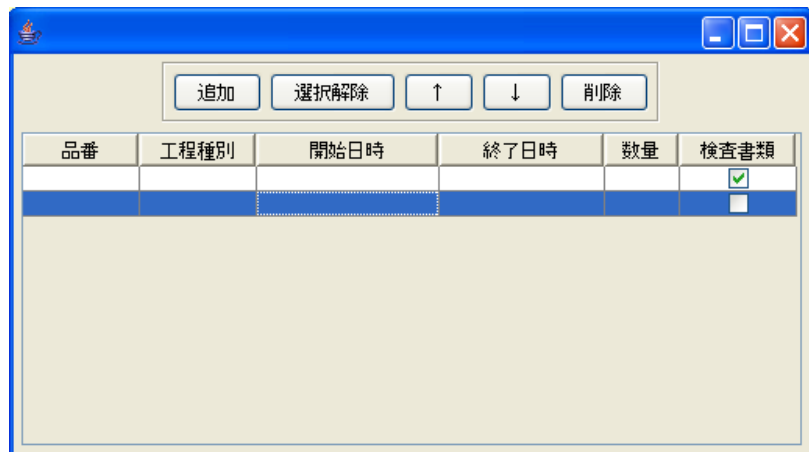 追加 選択解除 ↑ ↓ 削除
品番 工程種別 開始日時 終了日時 数量 検査書類